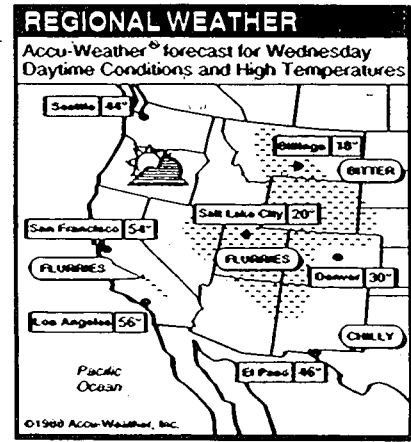 REGIONAL WEATHER
Accu-Weather® forecast for Wednesday
Daytime Conditions and High Temperatures
Seattle 44°
Billings 18°
BITTER
Salt Lake City 20°
San Francisco 54°
FLURRIES
FLURRIES
Denver 30°
Los Angeles 56°
CHILLY
Pacific
Ocean
El Paso 46°
©1988 Accu-Weather, Inc.